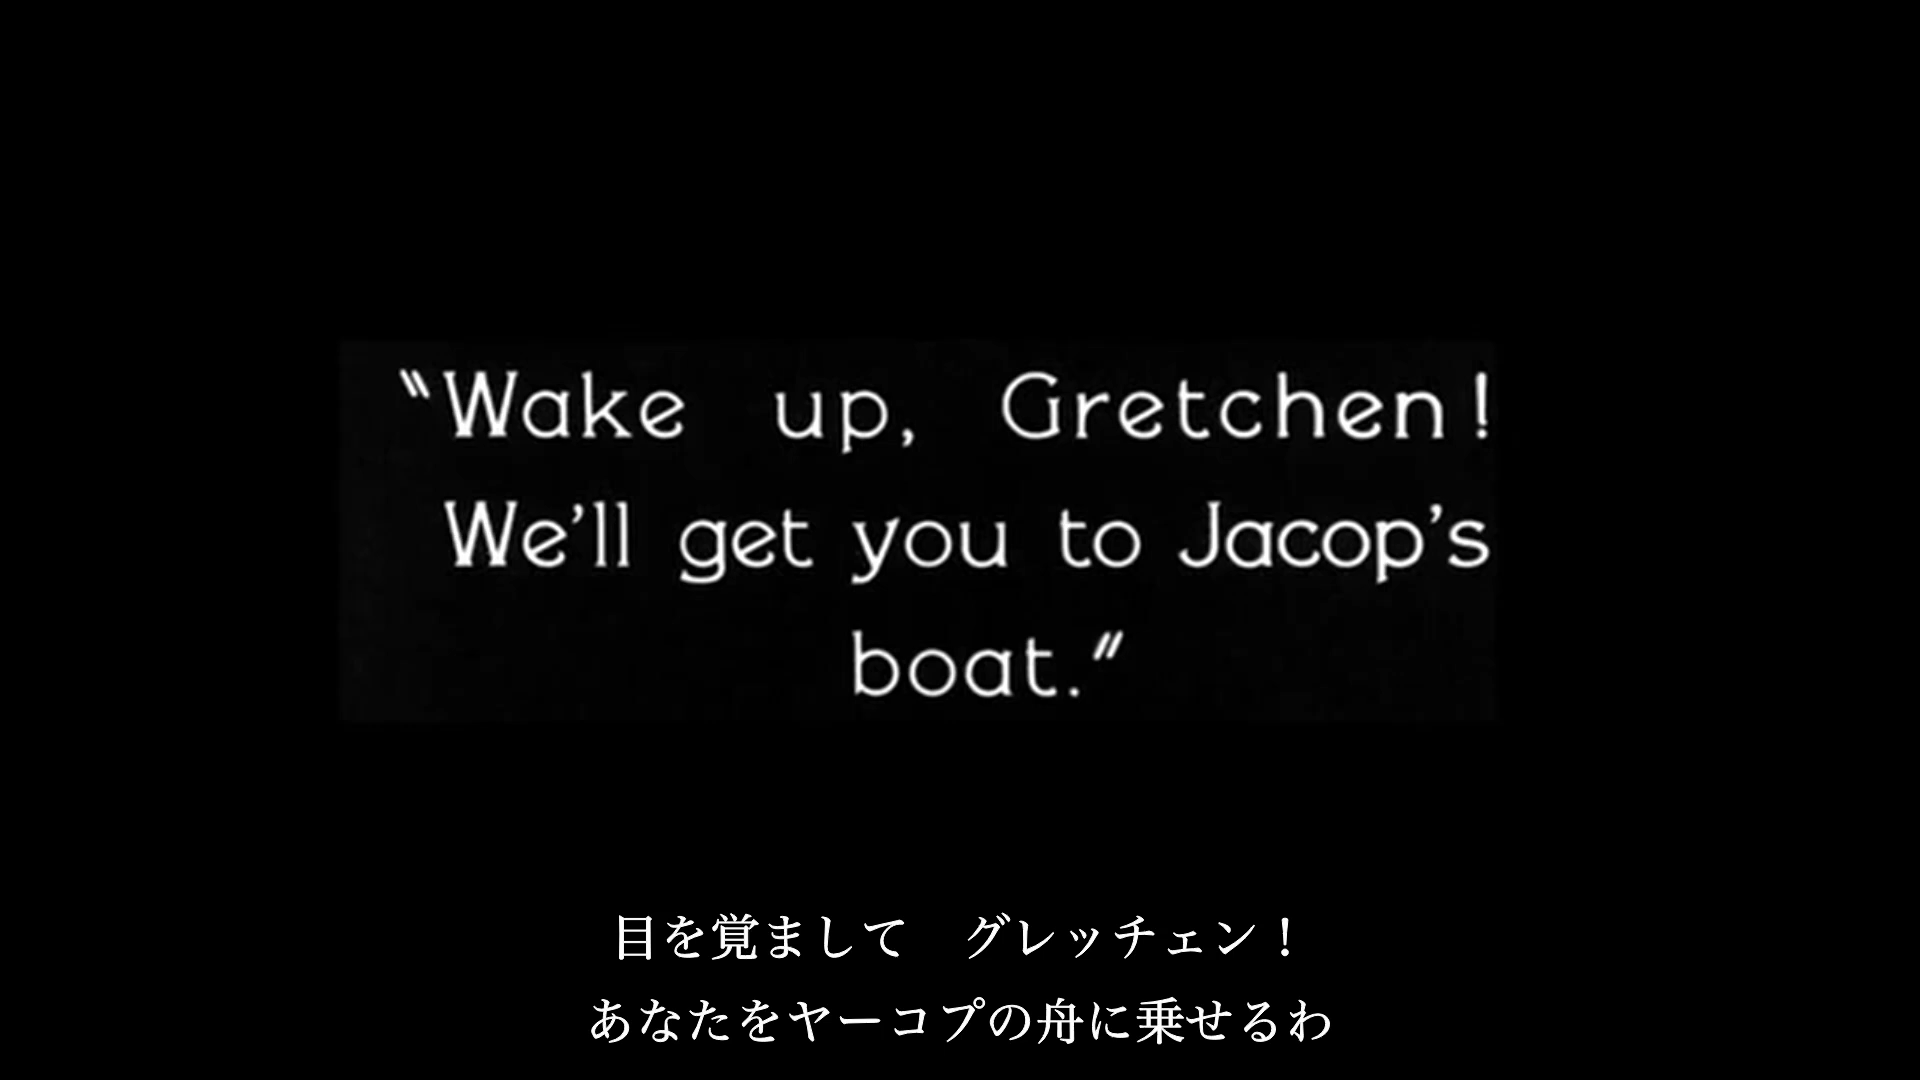 “Wake up, Gretchen!
We’ll get you to Jacop’s
boat.”
目を覚まして　グレッチェン！
あなたをヤーコプの舟に乗せるわ